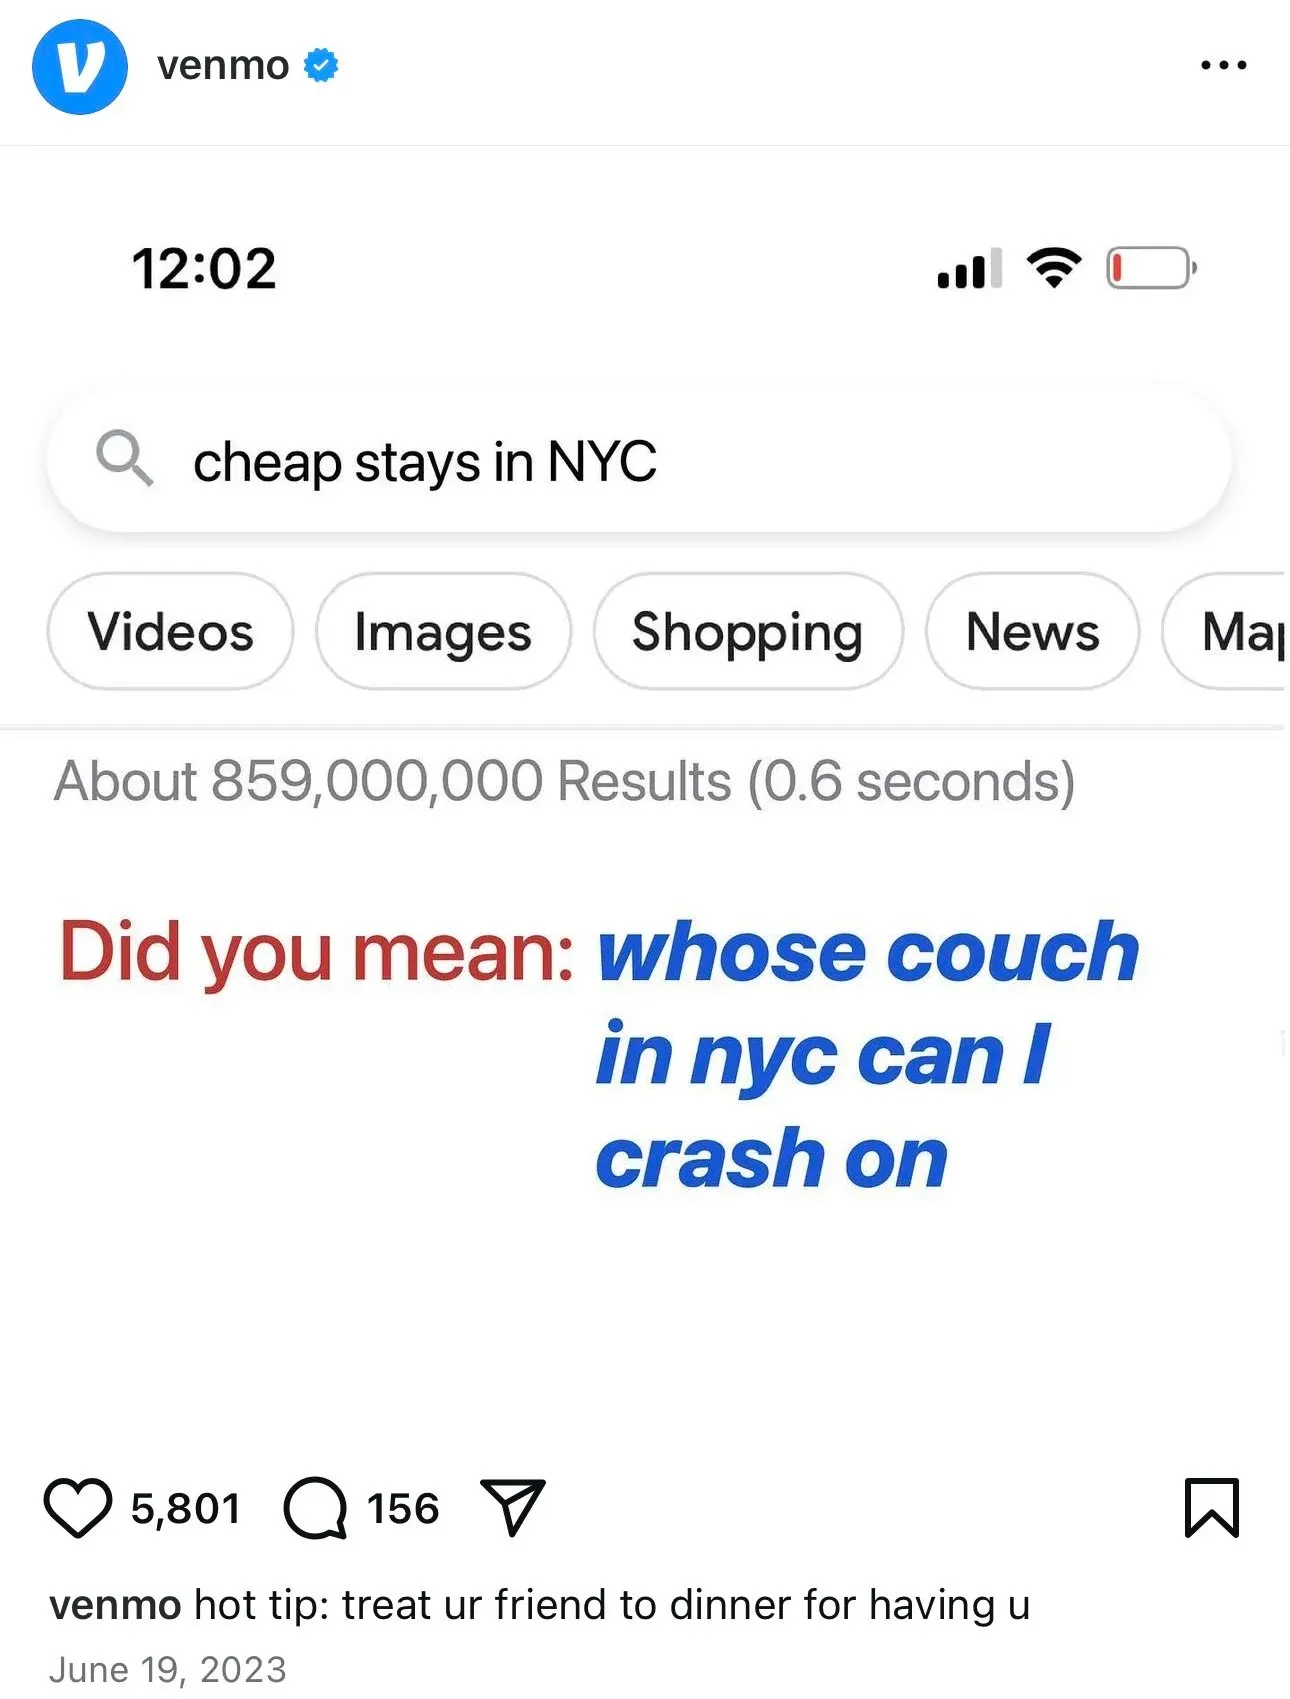 venmo
12:02
cheap stays in NYC
Videos Images Shopping News Map
About 859,000,000 Results (0.6 seconds)
Did you mean: whose couch
in nyc can I
crash on
5,801 156
venmo hot tip: treat ur friend to dinner for having u
June 19, 2023